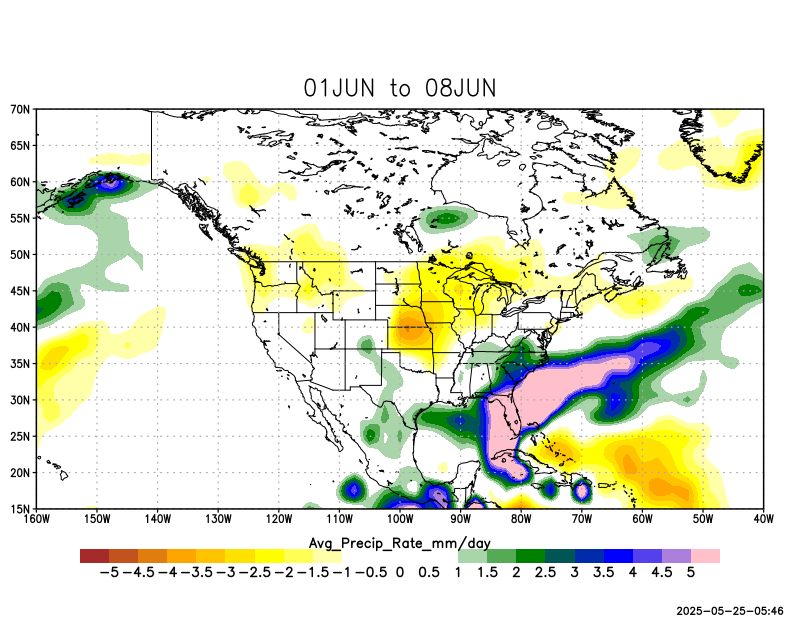 01JUN to 08JUN
70N
65N
60N
55N
50N
45N
40N
35N
30N
25N
20N
15N
160W 150W 140W 130W 120W 110W 100W 90W 80W 70W 60W 50W 40W
Avg_Precip_Rate_mm/day
-5 -4.5 -4 -3.5 -3 -2.5 -2 -1.5 -1 -0.5 0 0.5 1 1.5 2 2.5 3 3.5 4 4.5 5
2025-05-25-05:46